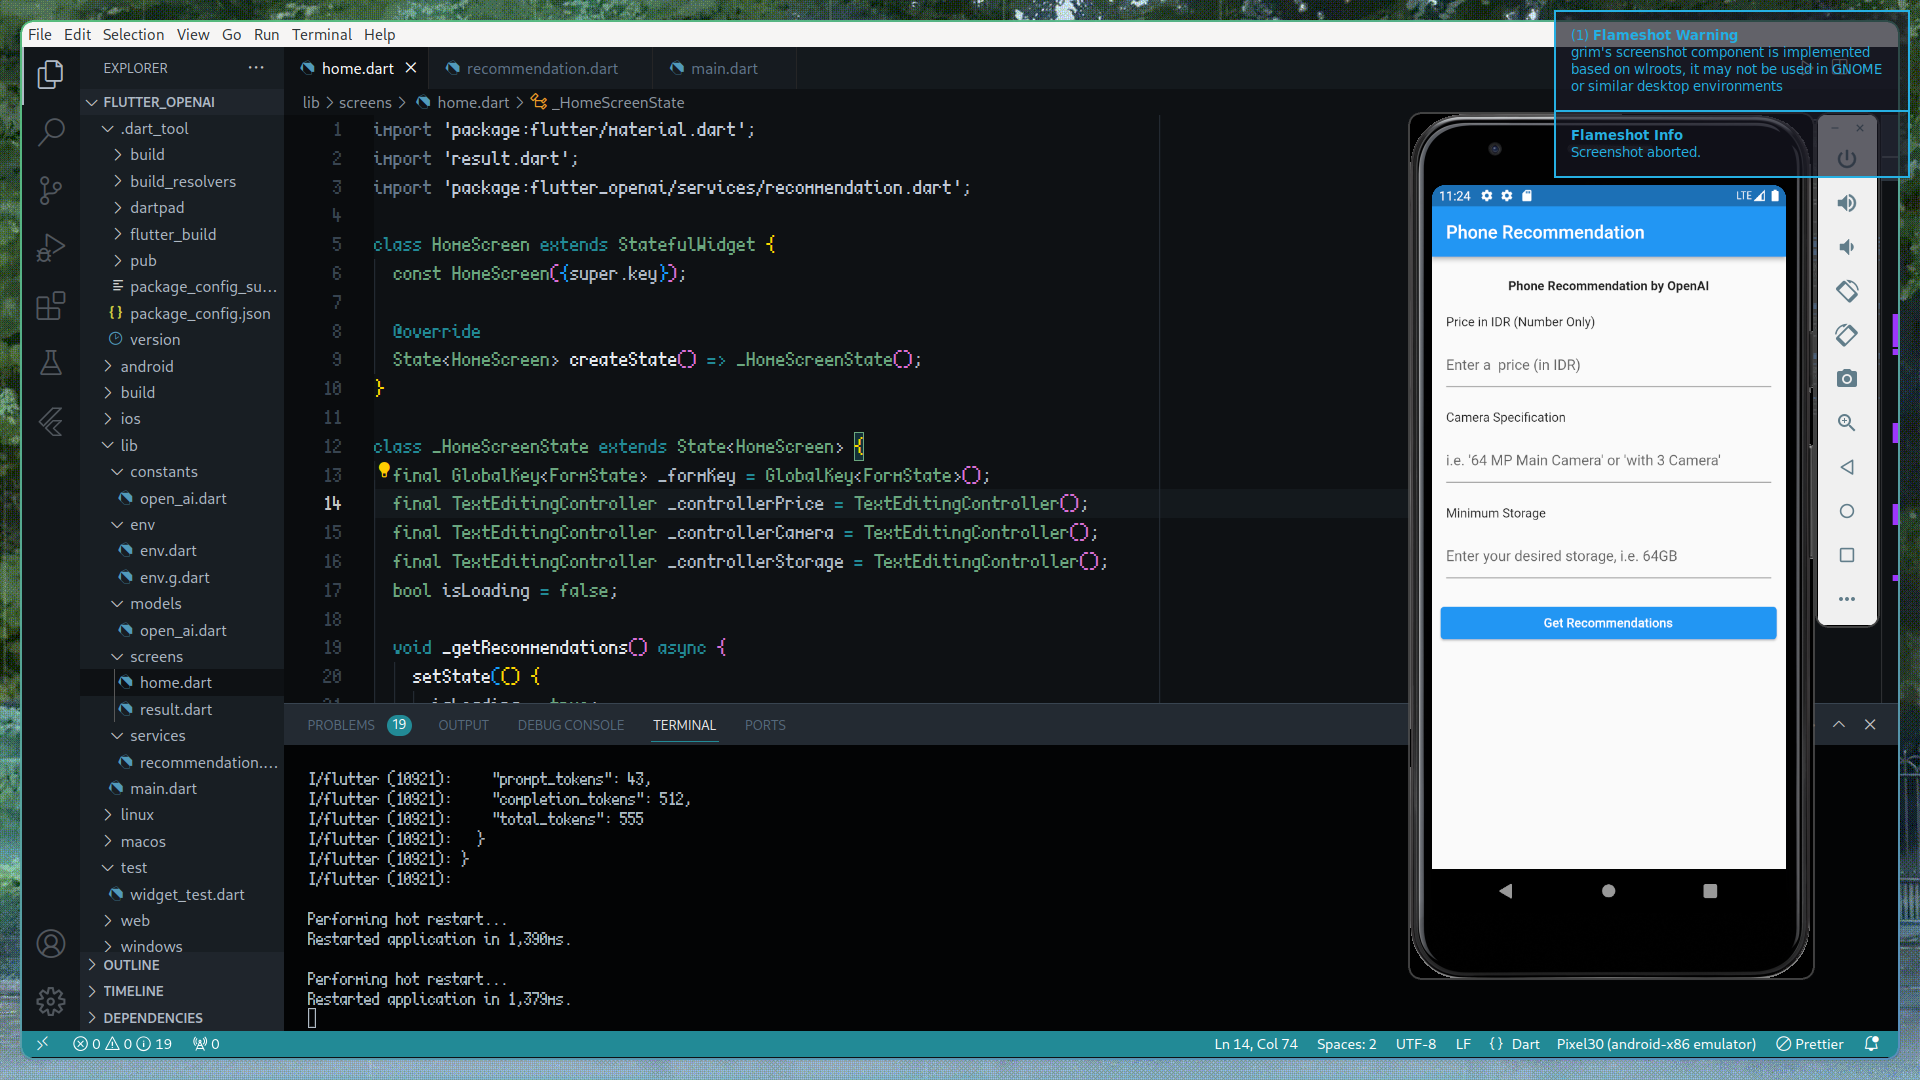 File Edit Selection View Go Run Terminal Help
(1) Flameshot Warning
grim's screenshot component is implemented
based on wlroots, it may not be used in GNOME
or similar desktop environments
Flameshot Info
Screenshot aborted.
EXPLORER
FLUTTER_OPENAI
.dart_tool
build
build_resolvers
dartpad
flutter_build
pub
package_config_su...
package_config.json
version
android
build
ios
lib
constants
open_ai.dart
env
env.dart
env.g.dart
models
open_ai.dart
screens
home.dart
result.dart
services
recommendation....
main.dart
linux
macos
test
widget_test.dart
web
windows
OUTLINE
TIMELINE
DEPENDENCIES
home.dart recommendation.dart main.dart
lib > screens > home.dart > _HomeScreenState
1 import 'package:flutter/material.dart';
2 import 'result.dart';
3 import 'package:flutter_openai/services/recommendation.dart';
4
5 class HomeScreen extends StatefulWidget {
6 const HomeScreen({super.key});
7
8 @override
9 State<HomeScreen> createState() => _HomeScreenState();
10 }
11
12 class _HomeScreenState extends State<HomeScreen> {
13 final GlobalKey<FormState> _formKey = GlobalKey<FormState>();
14 final TextEditingController _controllerPrice = TextEditingController();
15 final TextEditingController _controllerCamera = TextEditingController();
16 final TextEditingController _controllerStorage = TextEditingController();
17 bool isLoading = false;
18
19 void _getRecommendations() async {
20 setState(() {
PROBLEMS 19 OUTPUT DEBUG CONSOLE TERMINAL PORTS
I/flutter (10921): "prompt_tokens": 43,
I/flutter (10921): "completion_tokens": 512,
I/flutter (10921): "total_tokens": 555
I/flutter (10921): }
I/flutter (10921): }
I/flutter (10921):
Performing hot restart...
Restarted application in 1,390ms.
Performing hot restart...
Restarted application in 1,379ms.
11:24 LTE
Phone Recommendation
Phone Recommendation by OpenAI
Price in IDR (Number Only)
Enter a price (in IDR)
Camera Specification
i.e. '64 MP Main Camera' or 'with 3 Camera'
Minimum Storage
Enter your desired storage, i.e. 64GB
Get Recommendations
0 0 19 0 Ln 14, Col 74 Spaces: 2 UTF-8 LF {} Dart Pixel30 (android-x86 emulator) Prettier